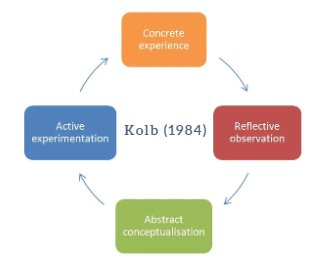 Concrete
experience
Active
experimentation
Kolb (1984)
Reflective
observation
Abstract
conceptualisation